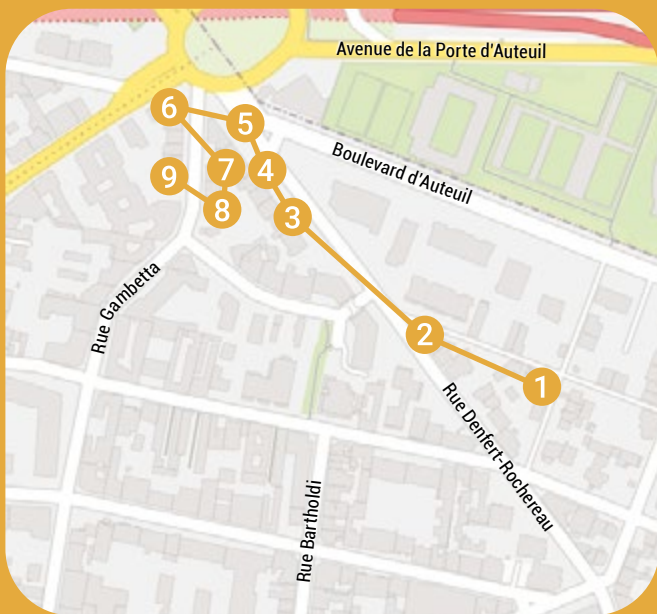 Avenue de la Porte d'Auteuil
6
5
Boulevard d'Auteuil
7
4
9
8
3
Rue Gambetta
2
1
Rue Denfert-Rochereau
Rue Bartholdi